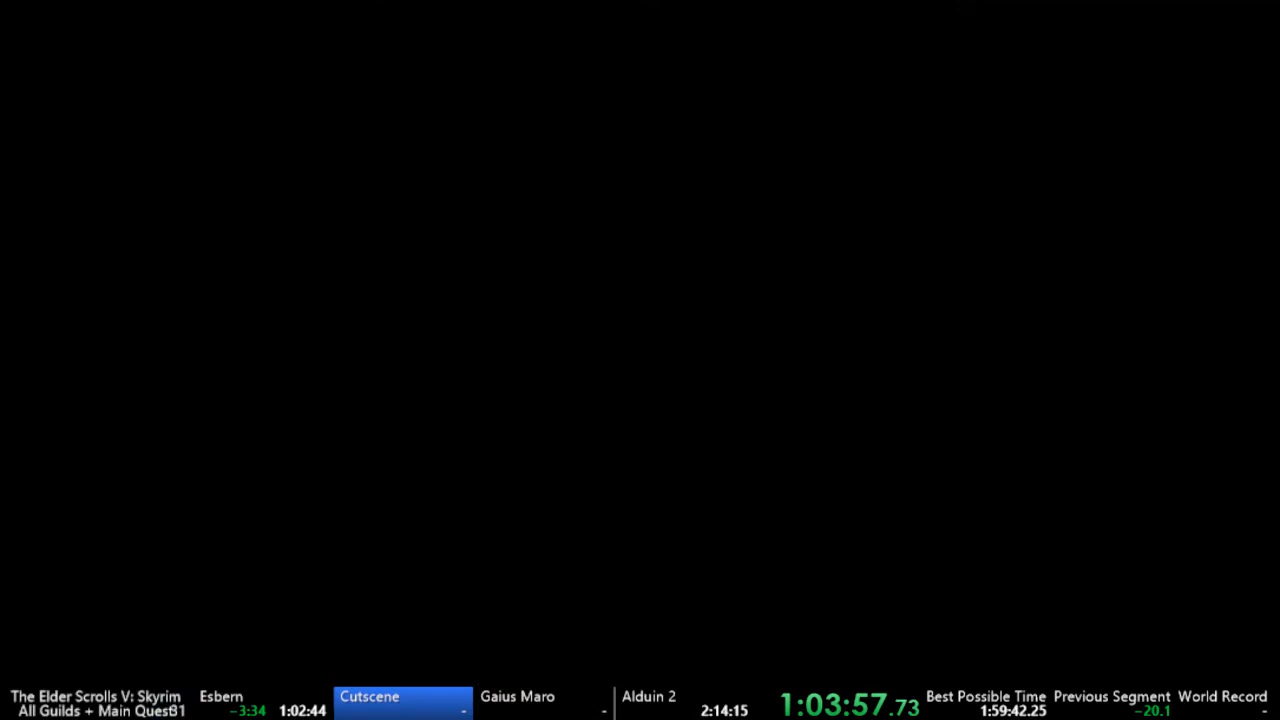 The Elder Scrolls V: Skyrim
All Guilds + Main Quest 31
Esbern
-3:34 1:02:44
Cutscene
-
Gaius Maro
-
Alduin 2
2:14:15
1:03:57.73
Best Possible Time
1:59:42.25
Previous Segment
-20.1
World Record
-